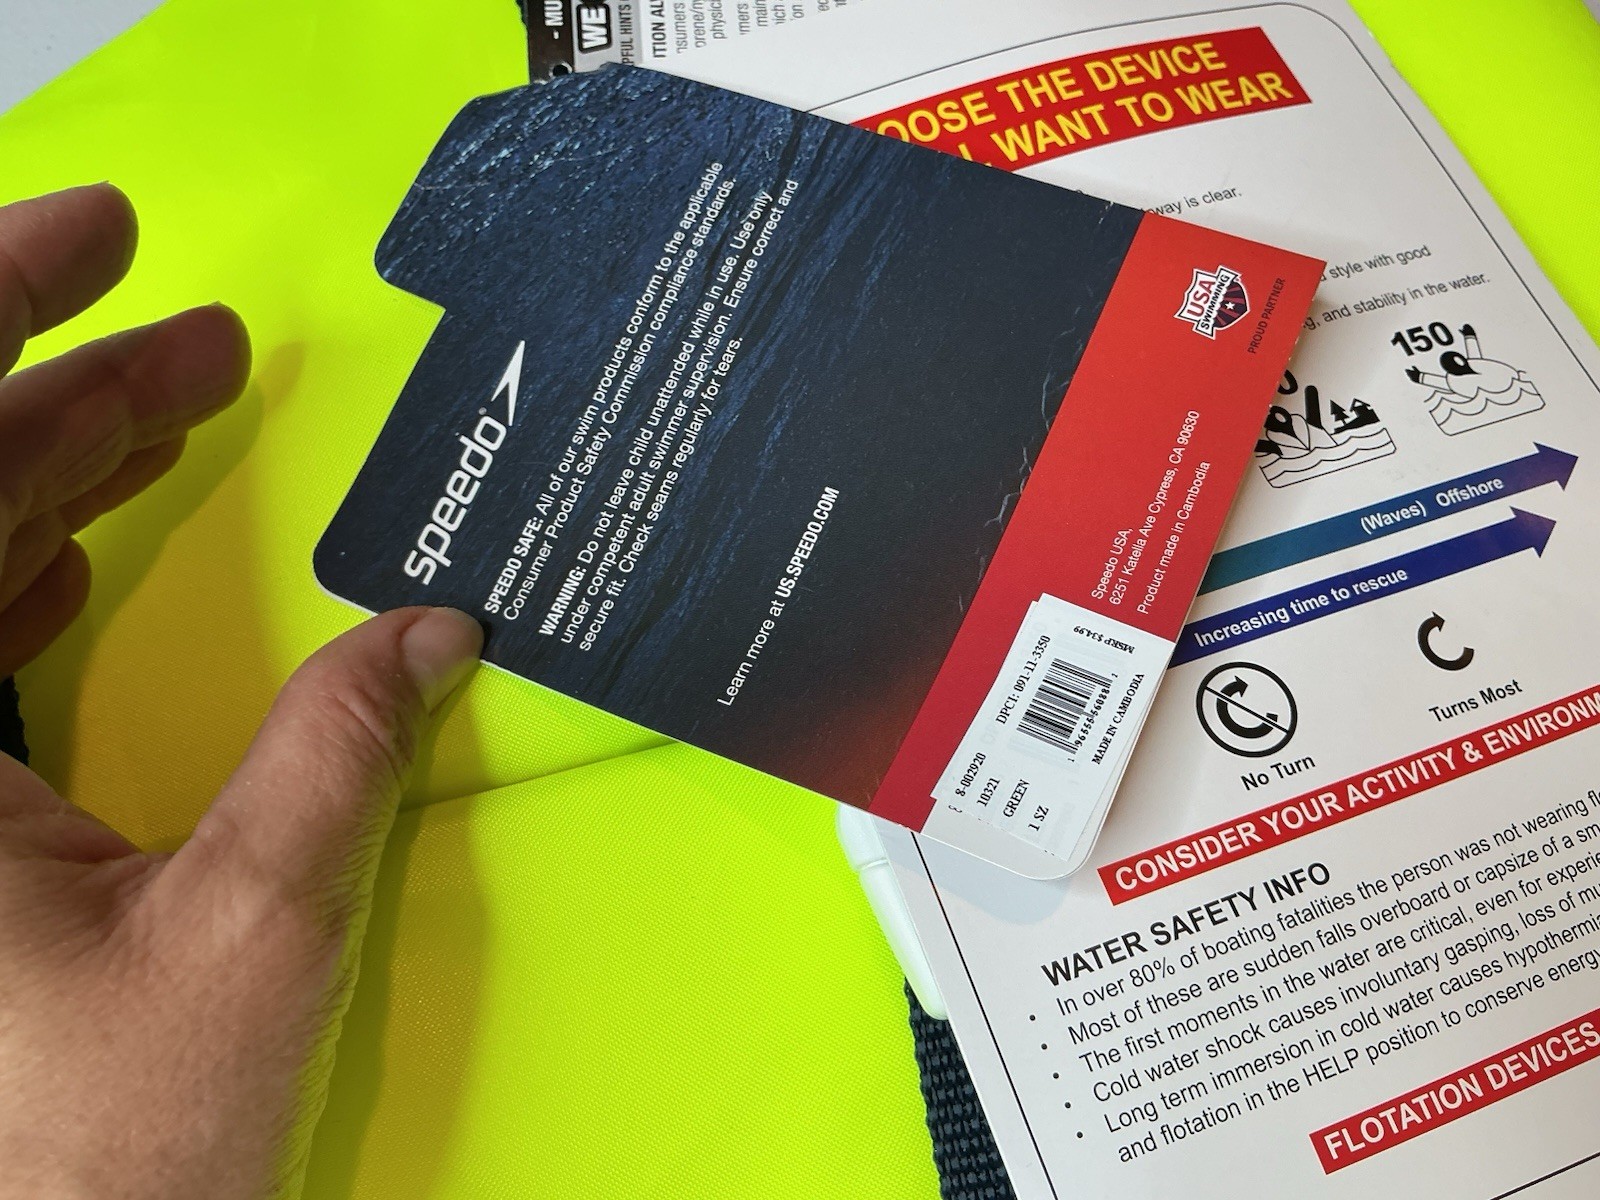 speedo
SPEEDO SAFE: All of our swim products conform to the applicable
Consumer Product Safety Commission compliance standards.
WARNING: Do not leave child unattended while in use. Use only
under competent adult swimmer supervision. Ensure correct and
secure fit. Check seams regularly for tears.
Learn more at US.SPEEDO.COM
USA
SWIMMING
PROUD PARTNER
Speedo USA,
6251 Katella Ave Cypress, CA 90630
Product made in Cambodia
8-002920
10321
GREEN
1 SZ
DPCI: 091-11-3350
MSRP $34.99
MADE IN CAMBODIA
- MU
WE
PFUL HINTS
physic
mers
main
OOSE THE DEVICE
WANT TO WEAR
way is clear.
style with good
and stability in the water.
150
(Waves) Offshore
Increasing time to rescue
No Turn
Turns Most
CONSIDER YOUR ACTIVITY & ENVIRONM
WATER SAFETY INFO
• In over 80% of boating fatalities the person was not wearing fl
• Most of these are sudden falls overboard or capsize of a sm
• The first moments in the water are critical, even for experie
• Cold water shock causes involuntary gasping, loss of mu
• Long term immersion in cold water causes hypothermi
and flotation in the HELP position to conserve energy
FLOTATION DEVICES